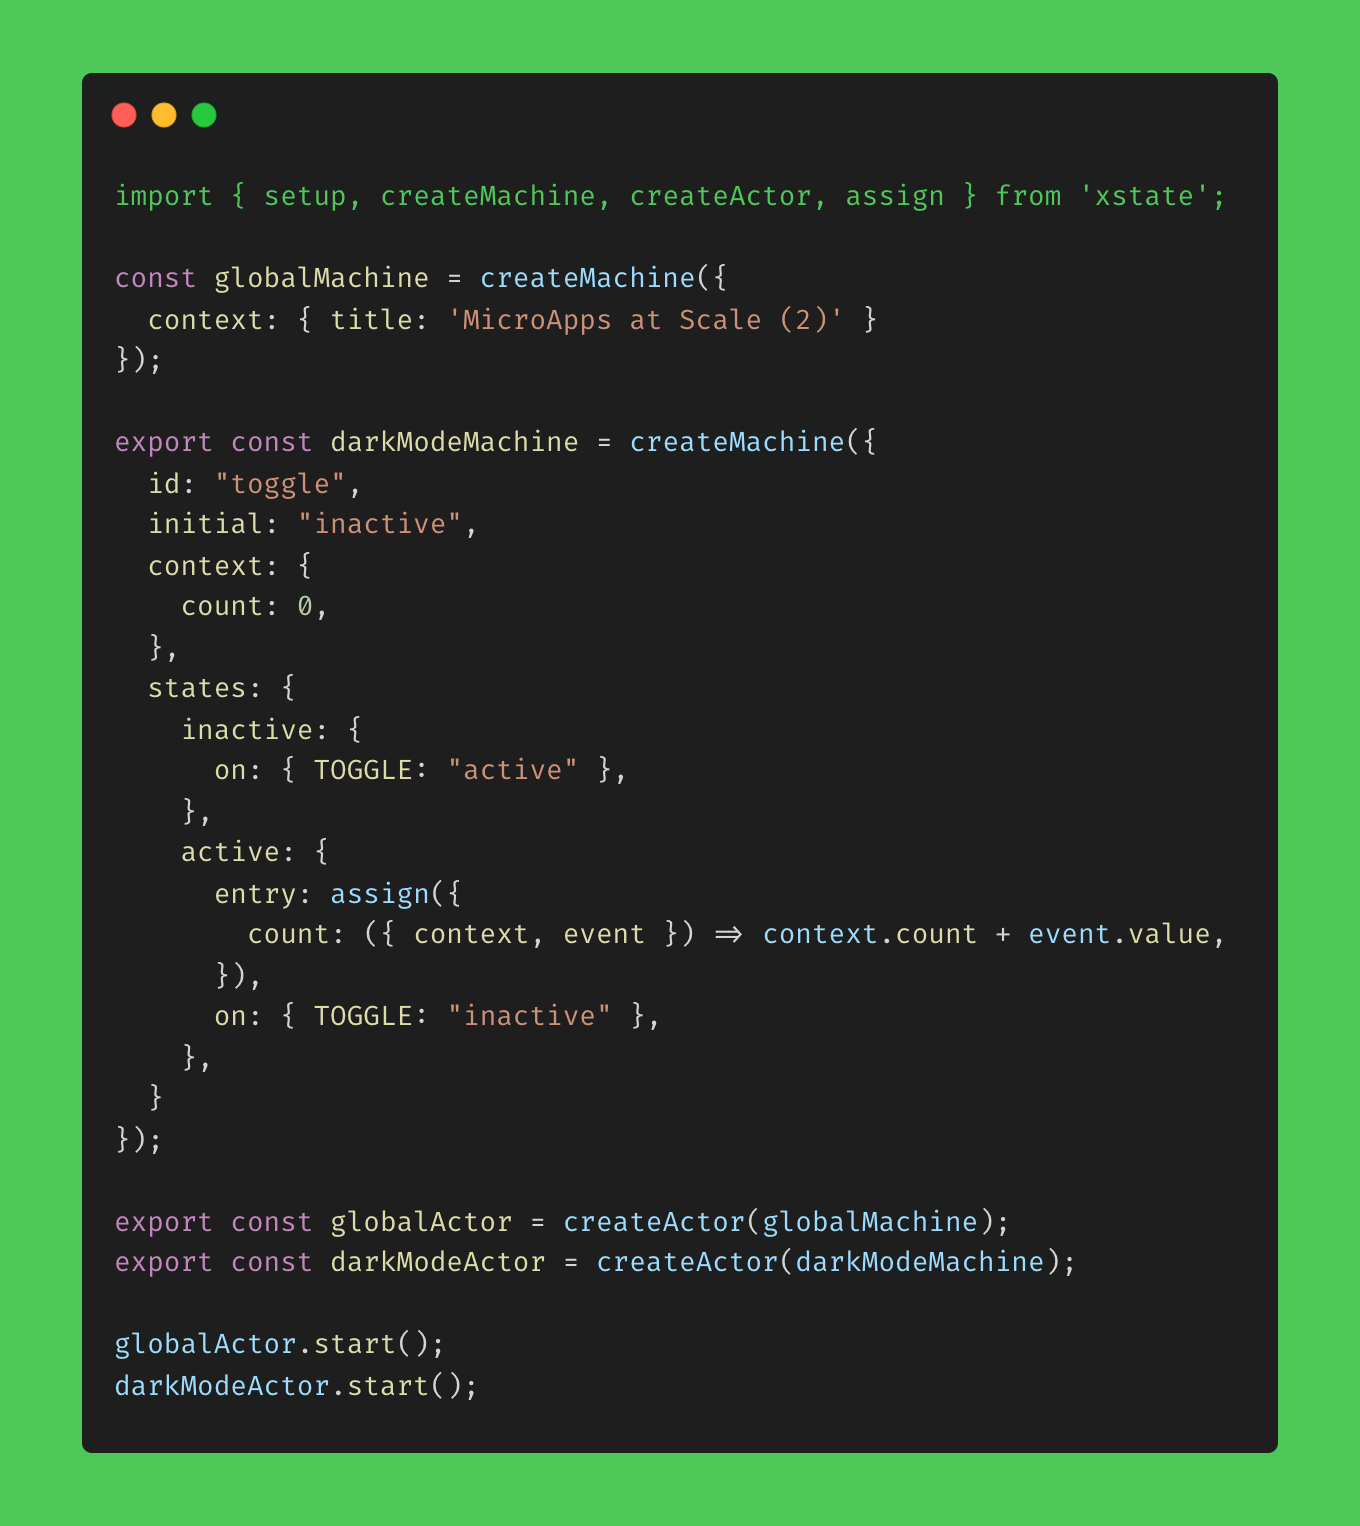 import { setup, createMachine, createActor, assign } from 'xstate';

const globalMachine = createMachine({
  context: { title: 'MicroApps at Scale (2)' }
});

export const darkModeMachine = createMachine({
  id: "toggle",
  initial: "inactive",
  context: {
    count: 0,
  },
  states: {
    inactive: {
      on: { TOGGLE: "active" },
    },
    active: {
      entry: assign({
        count: ({ context, event }) => context.count + event.value,
      }),
      on: { TOGGLE: "inactive" },
    },
  }
});

export const globalActor = createActor(globalMachine);
export const darkModeActor = createActor(darkModeMachine);

globalActor.start();
darkModeActor.start();